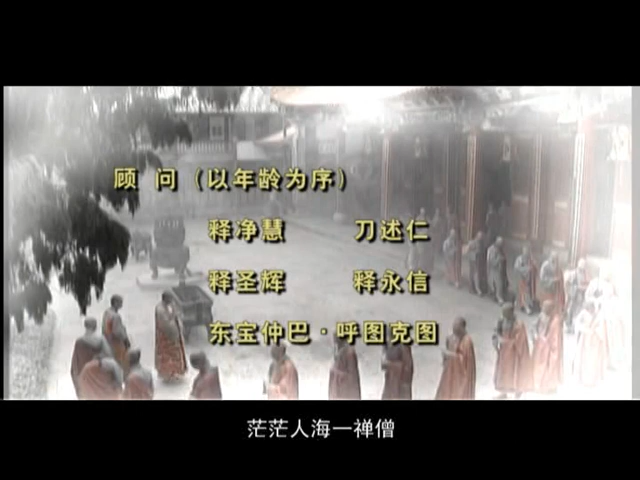 顾 问（以年龄为序）
释净慧 刀述仁
释圣辉 释永信
东宝仲巴·呼图克图
茫茫人海一禅僧